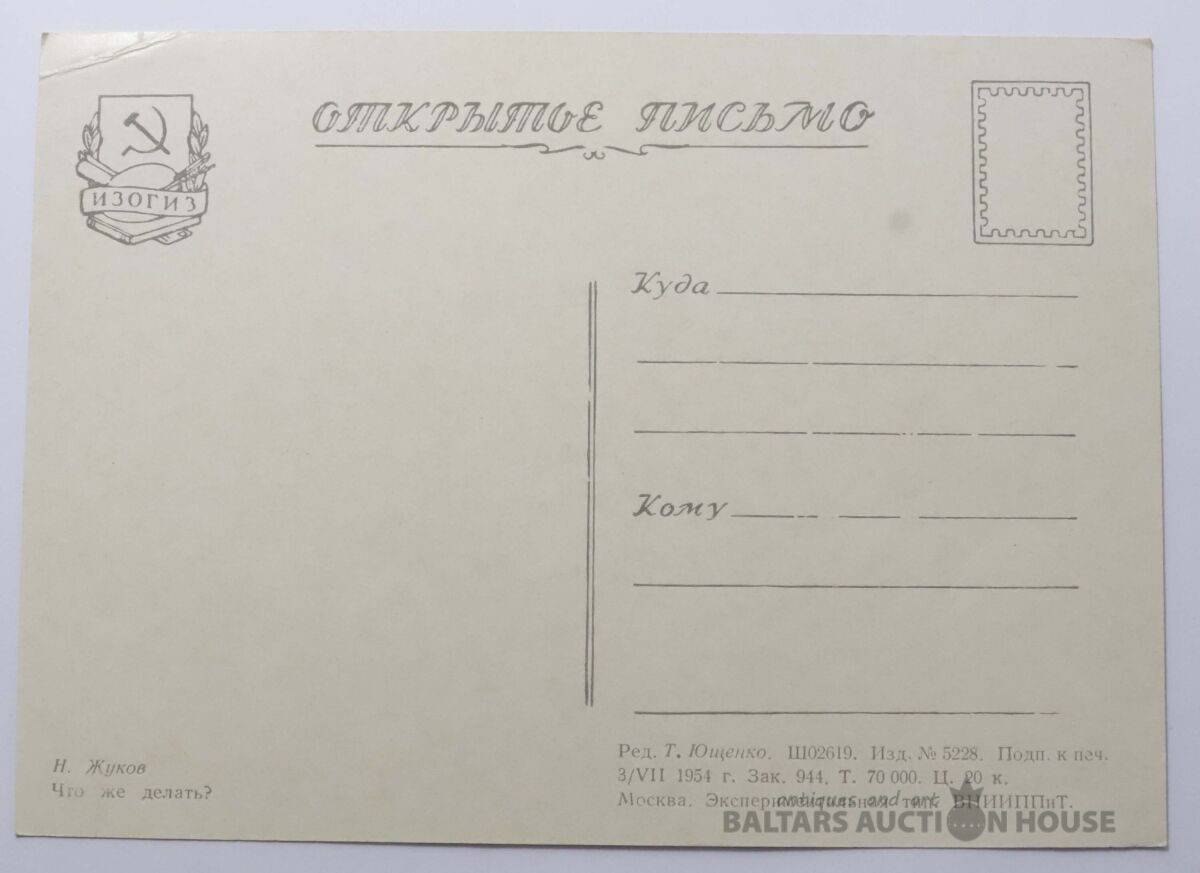 ОТКРЫТОЕ ПИСЬМО
ИЗОГИЗ
Куда
Кому
Н. Жуков
Что же делать?
Ред. Т. Ющенко. Ш02619. Изд. № 5228. Подп. к печ.
3/VII 1954 г. Зак. 944. Т. 70 000. Ц. 20 к.
Москва. Экспериментальная тип. ВНИИППиТ.
antiques and art
BALTARS AUCTION HOUSE